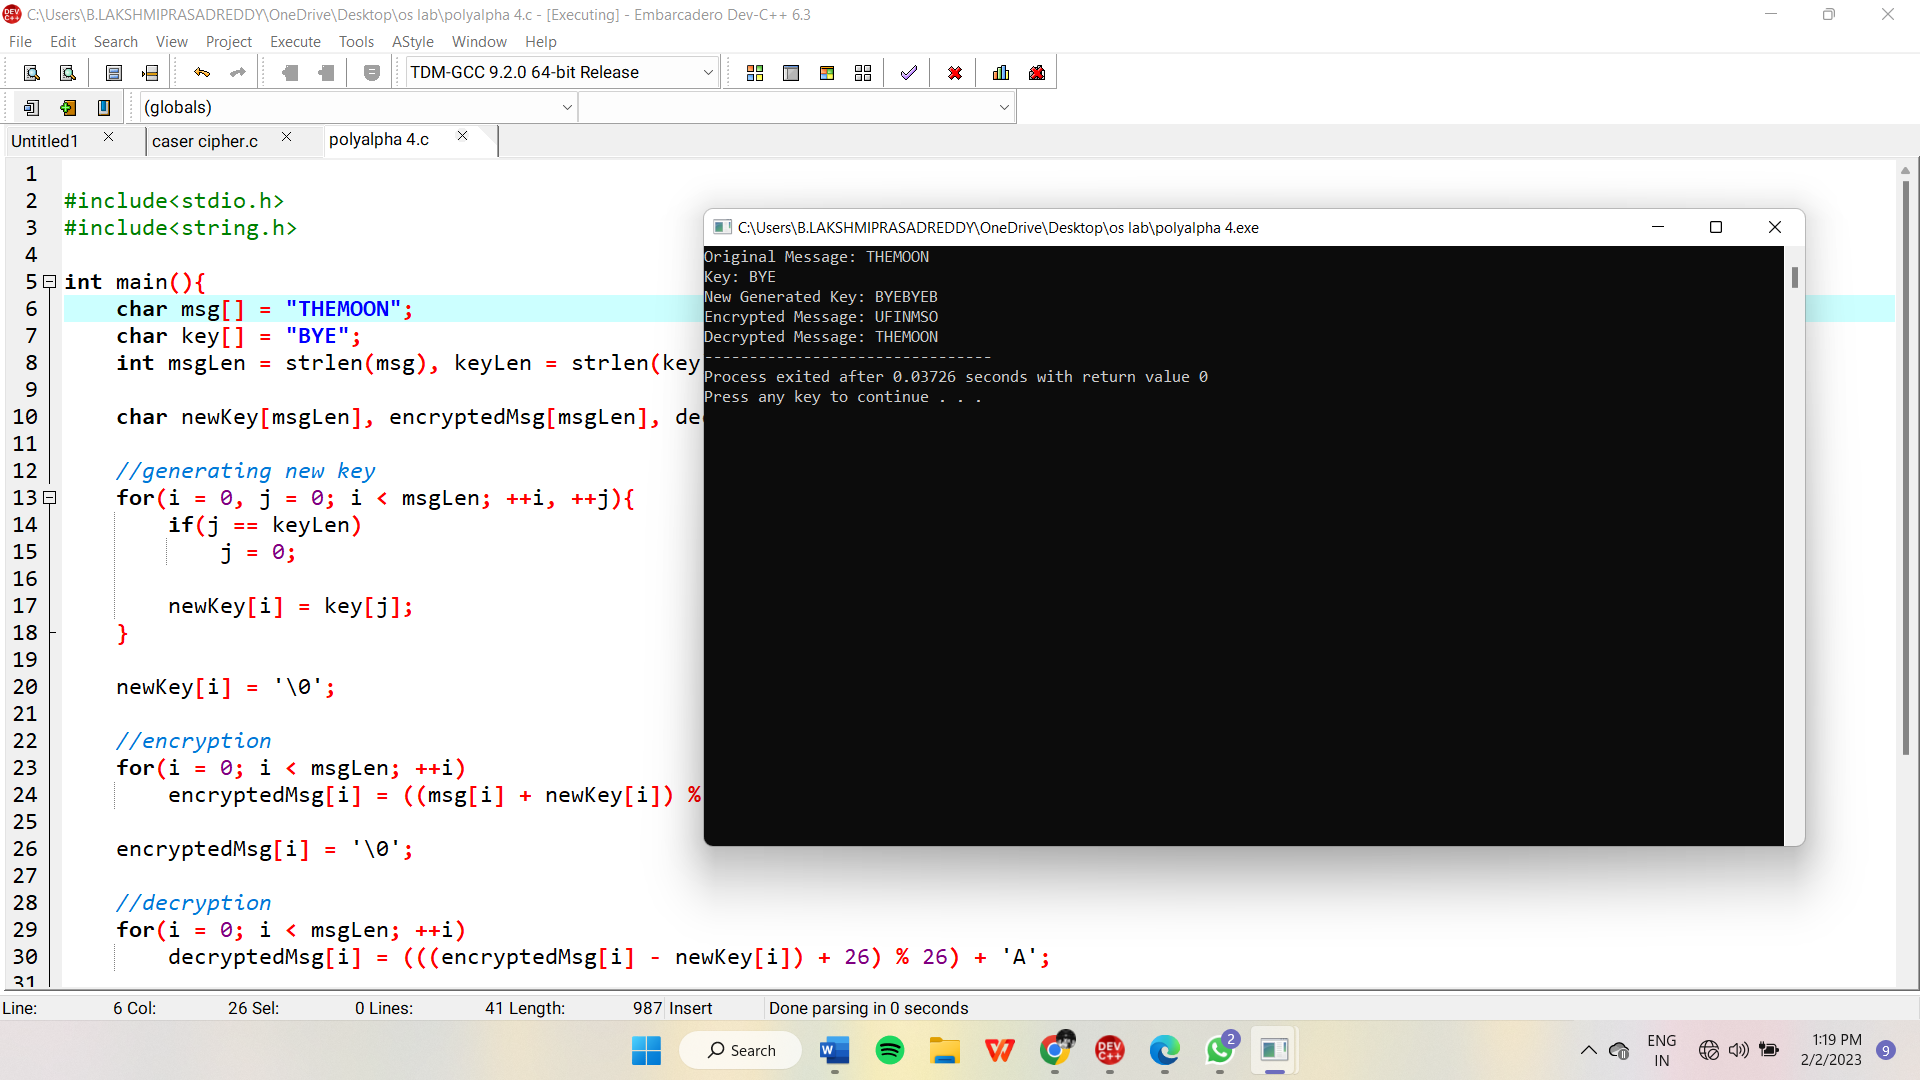 C:\Users\B.LAKSHMIPRASADREDDY\OneDrive\Desktop\os lab\polyalpha 4.c - [Executing] - Embarcadero Dev-C++ 6.3
File Edit Search View Project Execute Tools AStyle Window Help
TDM-GCC 9.2.0 64-bit Release
(globals)
Untitled1 caser cipher.c polyalpha 4.c
1
2 #include<stdio.h>
3 #include<string.h>
4
5 int main(){
6 char msg[] = "THEMOON";
7 char key[] = "BYE";
8 int msgLen = strlen(msg), keyLen = strlen(key
9
10 char newKey[msgLen], encryptedMsg[msgLen], de
11
12 //generating new key
13 for(i = 0, j = 0; i < msgLen; ++i, ++j){
14 if(j == keyLen)
15 j = 0;
16
17 newKey[i] = key[j];
18 }
19
20 newKey[i] = '\0';
21
22 //encryption
23 for(i = 0; i < msgLen; ++i)
24 encryptedMsg[i] = ((msg[i] + newKey[i]) %
25
26 encryptedMsg[i] = '\0';
27
28 //decryption
29 for(i = 0; i < msgLen; ++i)
30 decryptedMsg[i] = (((encryptedMsg[i] - newKey[i]) + 26) % 26) + 'A';
31
C:\Users\B.LAKSHMIPRASADREDDY\OneDrive\Desktop\os lab\polyalpha 4.exe
Original Message: THEMOON
Key: BYE
New Generated Key: BYEBYEB
Encrypted Message: UFINMSO
Decrypted Message: THEMOON
--------------------------------
Process exited after 0.03726 seconds with return value 0
Press any key to continue . . .
Line: 6 Col: 26 Sel: 0 Lines: 41 Length: 987 Insert Done parsing in 0 seconds
Search
2
ENG
IN
1:19 PM
2/2/2023
9